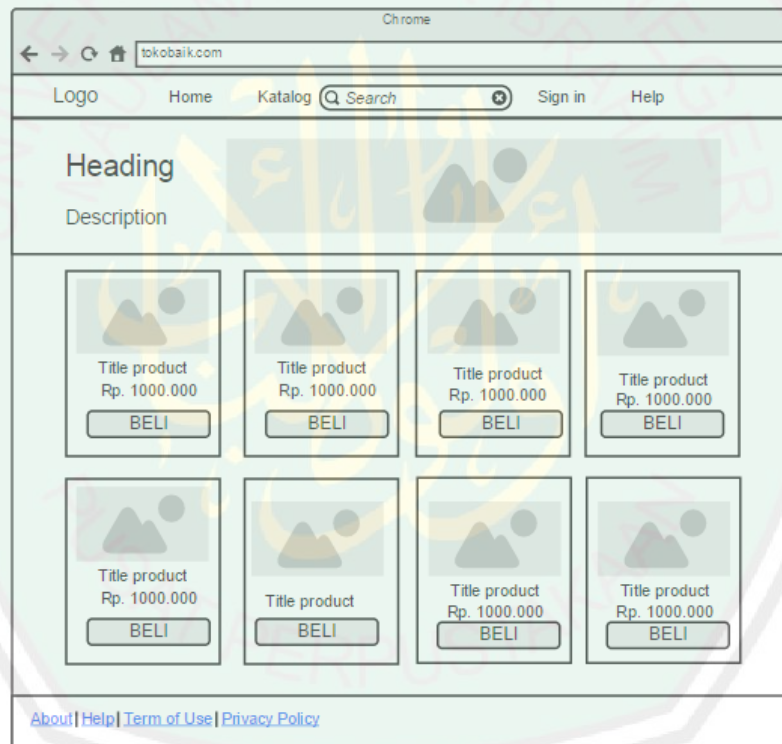 Chrome
tokobaik.com
Logo Home Katalog Search Sign in Help
Heading
Description
Title product Title product Title product Title product
Rp. 1000.000 Rp. 1000.000 Rp. 1000.000 Rp. 1000.000
BELI BELI BELI BELI
Title product Title product Title product Title product
Rp. 1000.000 Rp. 1000.000 Rp. 1000.000
BELI BELI BELI BELI
About| Help| Term of Use| Privacy Policy